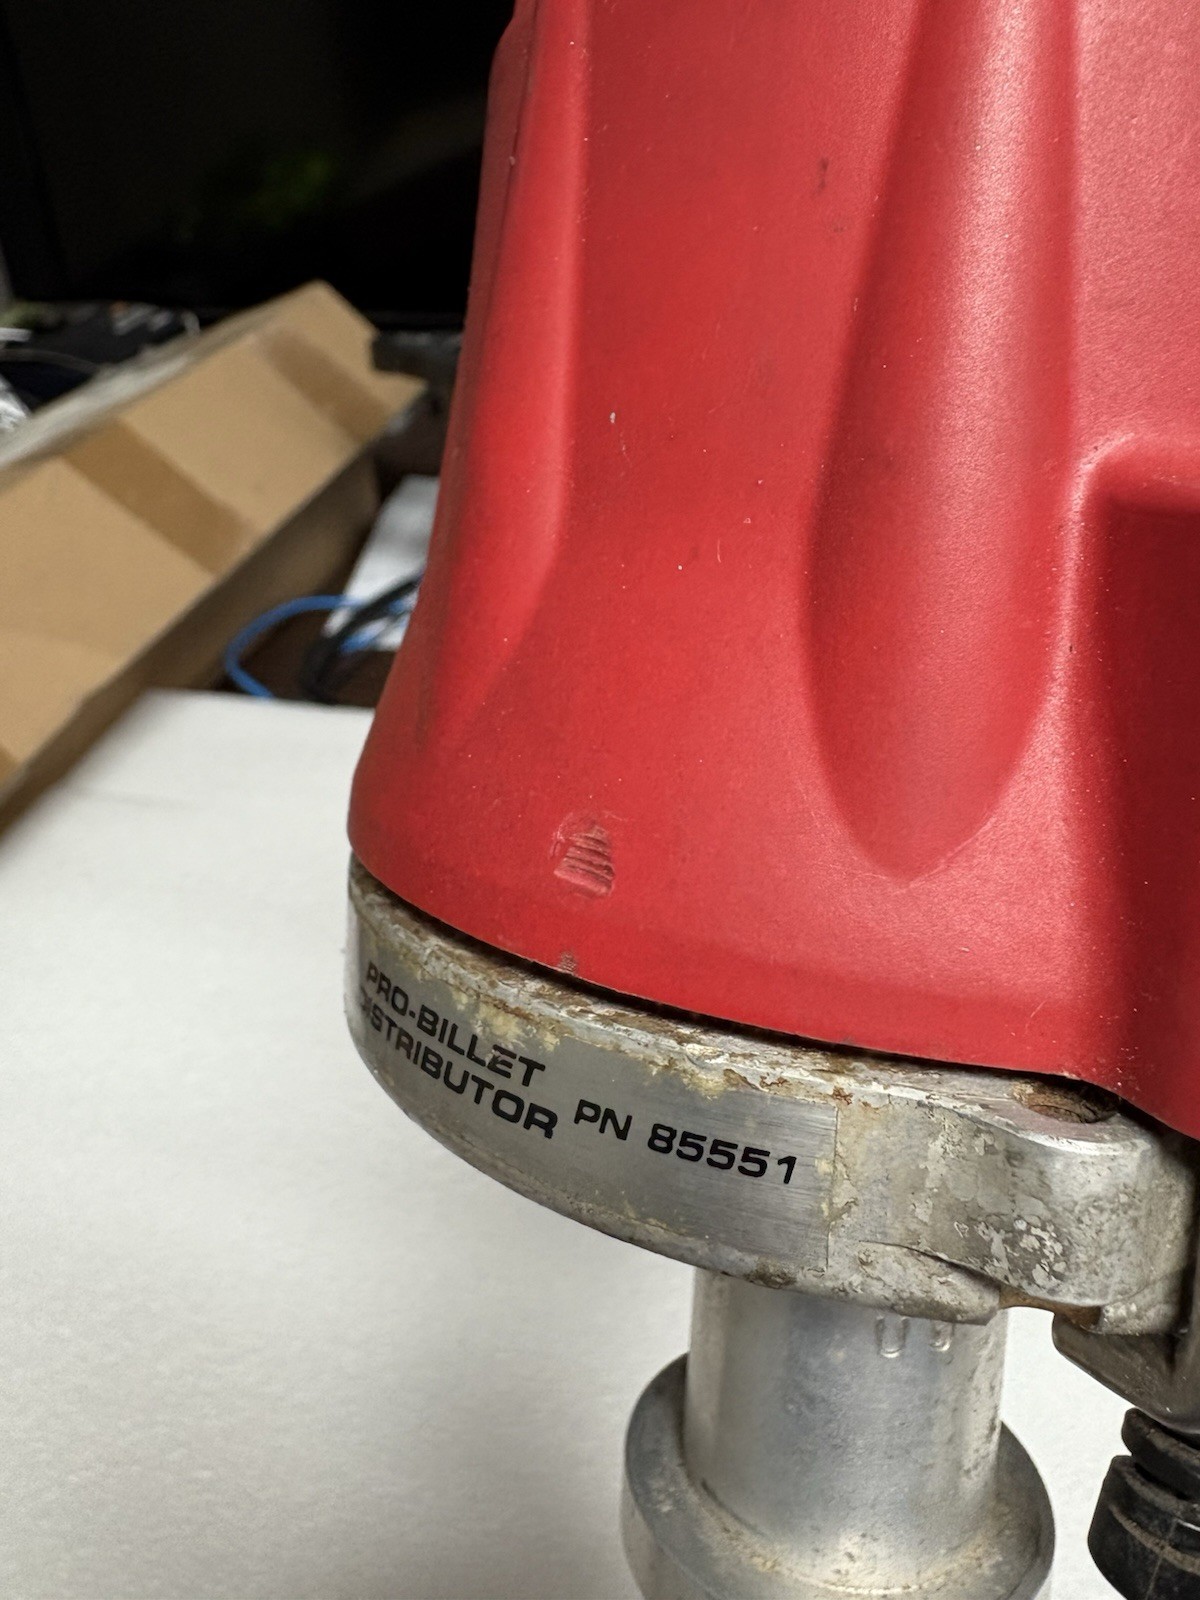 PRO-BILLET
DISTRIBUTOR
PN 85551